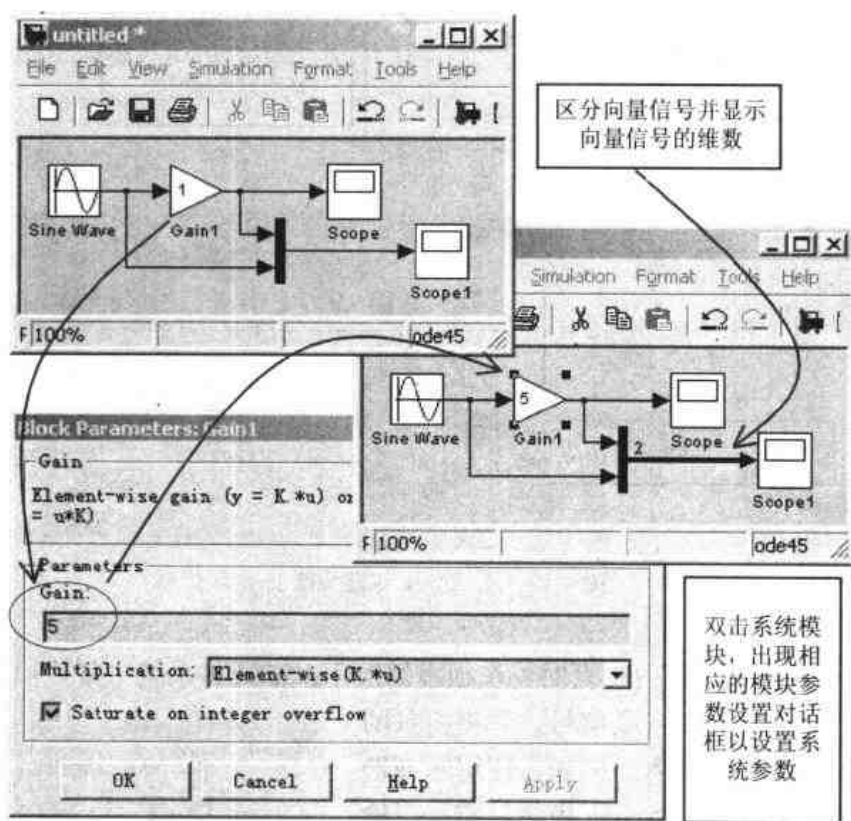 untitled *
File Edit View Simulation Format Tools Help
1
Sine Wave
Gain1
Scope
Scope1
F 100%
ode45
区分向量信号并显示
向量信号的维数
Simulation Format Tools Help
5
2
Sine Wave
Gain1
Scope
Scope1
F 100%
ode45
Block Parameters: Gain1
Gain
Element-wise gain (y = K.*u) or
= u*K).
Parameters
Gain:
5
Multiplication: Element-wise(K.*u)
Saturate on integer overflow
OK Cancel Help Apply
双击系统模
块，出现相
应的模块参
数设置对话
框以设置系
统参数